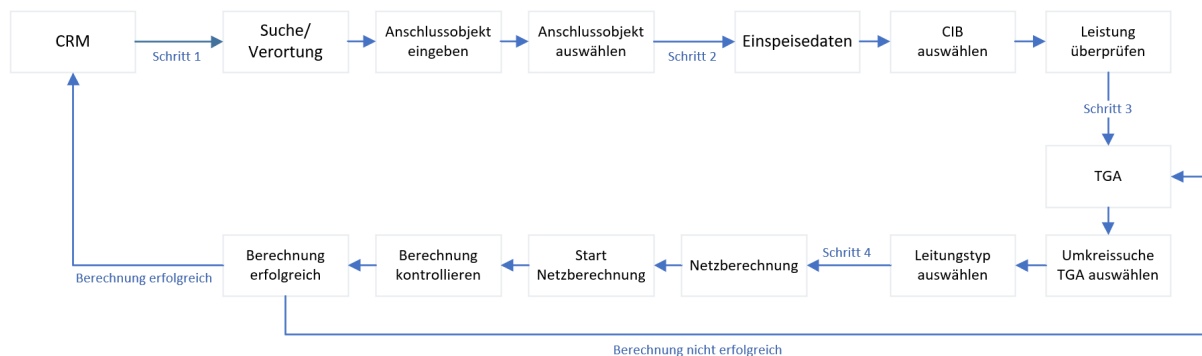 CRM
Schritt 1
Suche/
Verortung
Anschlussobjekt
eingeben
Anschlussobjekt
auswählen
Schritt 2
Einspeisedaten
CIB
auswählen
Leistung
überprüfen
Schritt 3
TGA
Umkreissuche
TGA auswählen
Leitungstyp
auswählen
Schritt 4
Netzberechnung
Start
Netzberechnung
Berechnung
kontrollieren
Berechnung
erfolgreich
Berechnung erfolgreich
Berechnung nicht erfolgreich